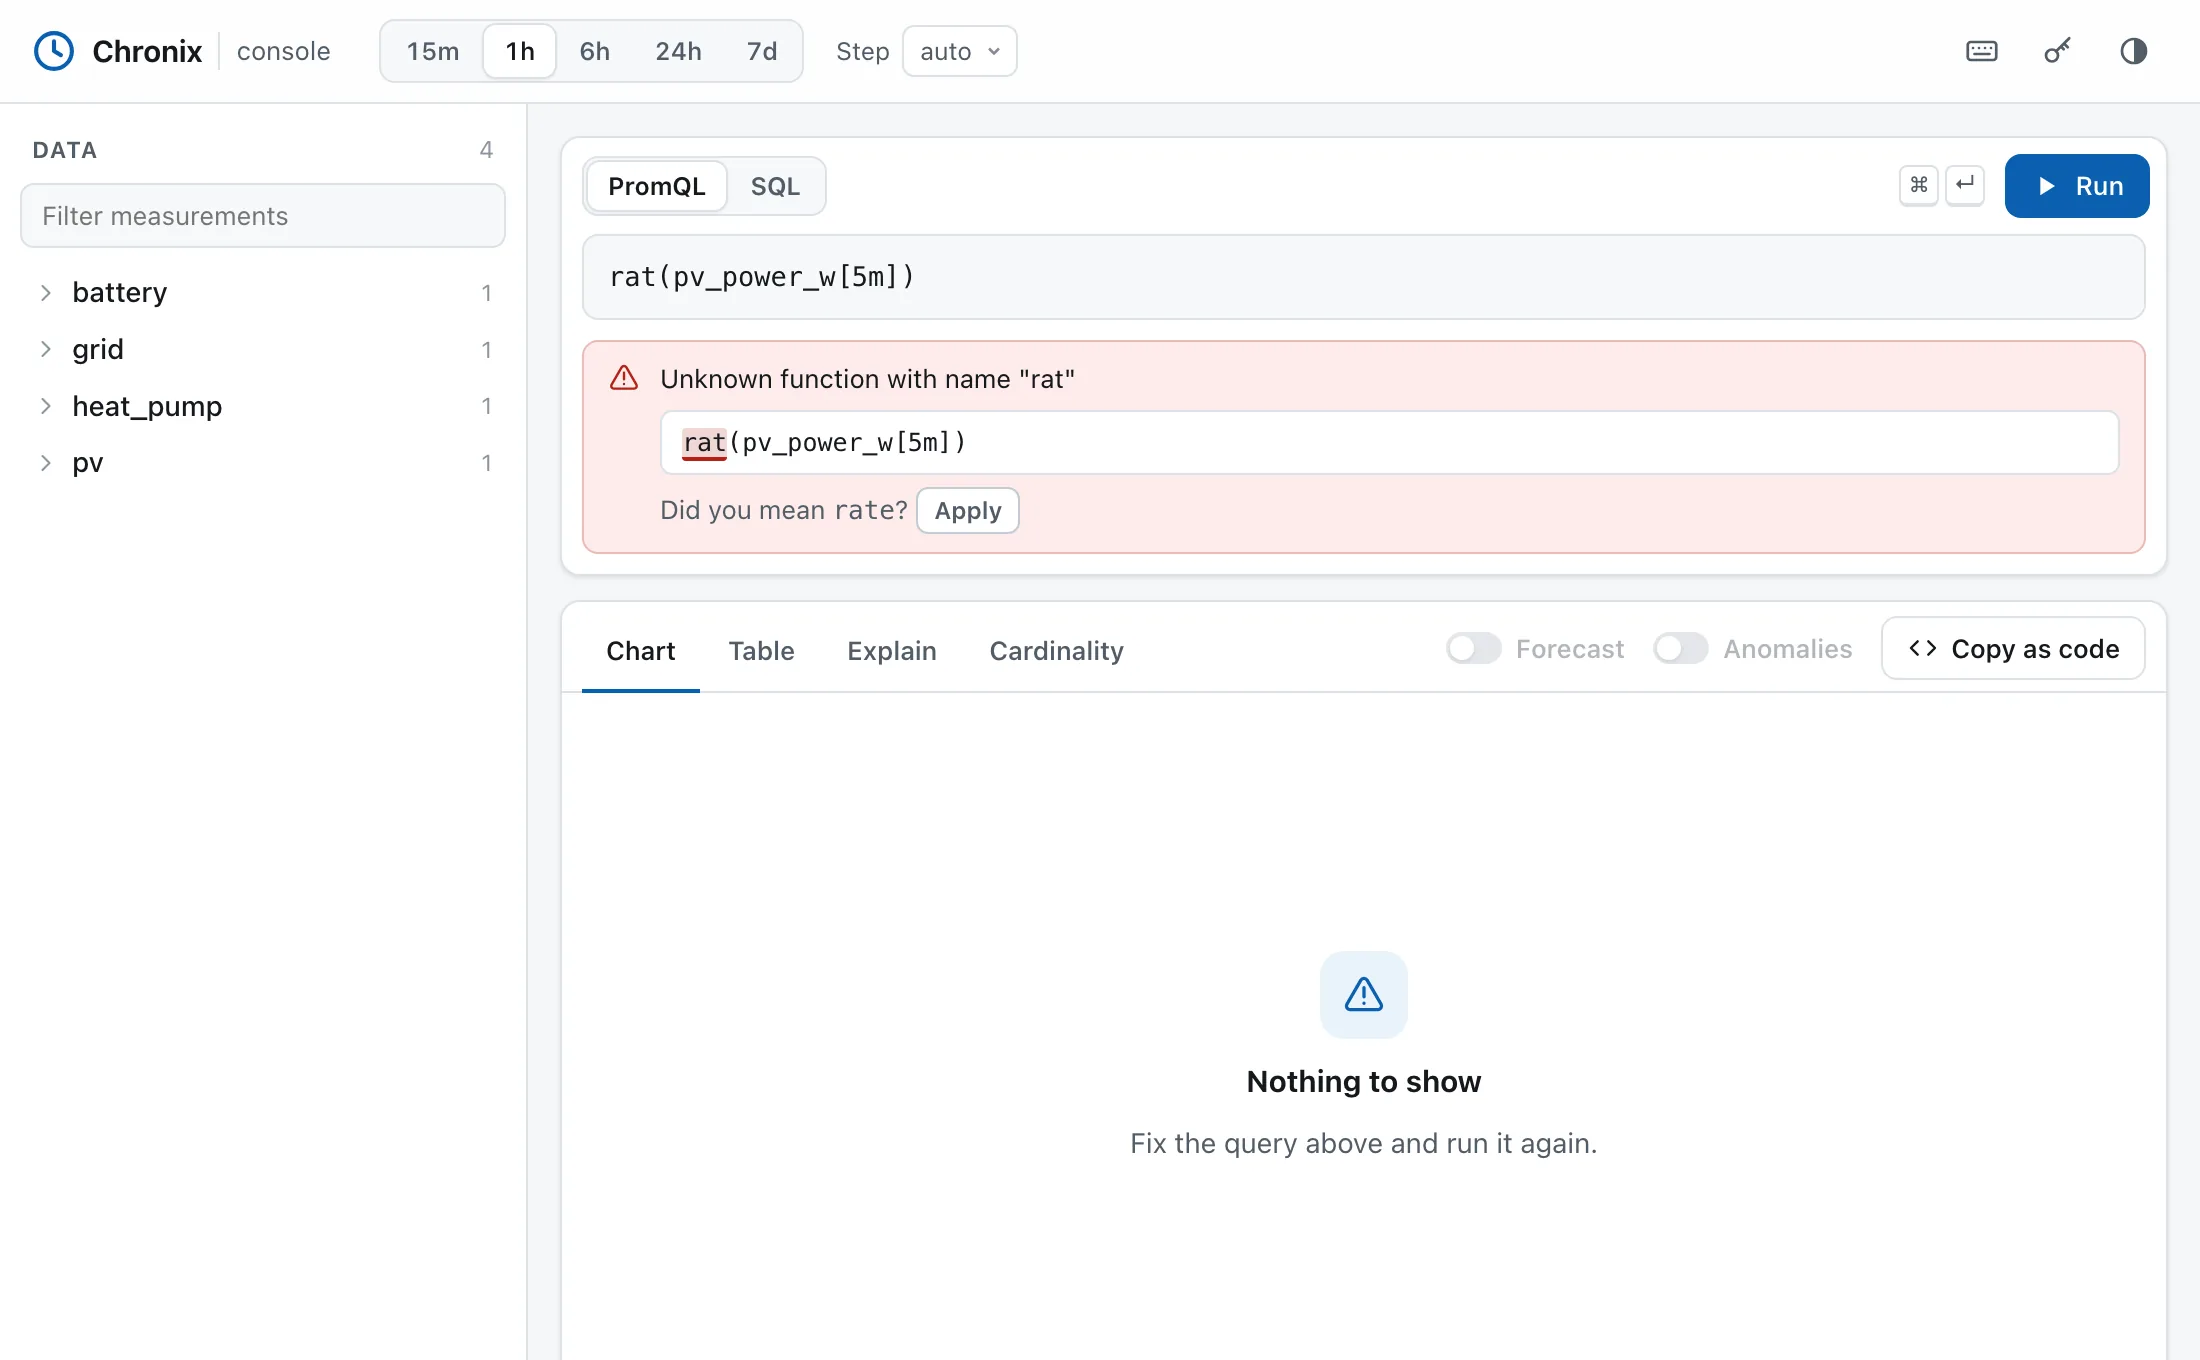 Chronix console 15m 1h 6h 24h 7d Step auto
DATA 4
Filter measurements
battery 1
grid 1
heat_pump 1
pv 1
PromQL SQL ⌘ ↵ Run
rat(pv_power_w[5m])
Unknown function with name "rat"
rat(pv_power_w[5m])
Did you mean rate? Apply
Chart Table Explain Cardinality Forecast Anomalies <> Copy as code
Nothing to show
Fix the query above and run it again.